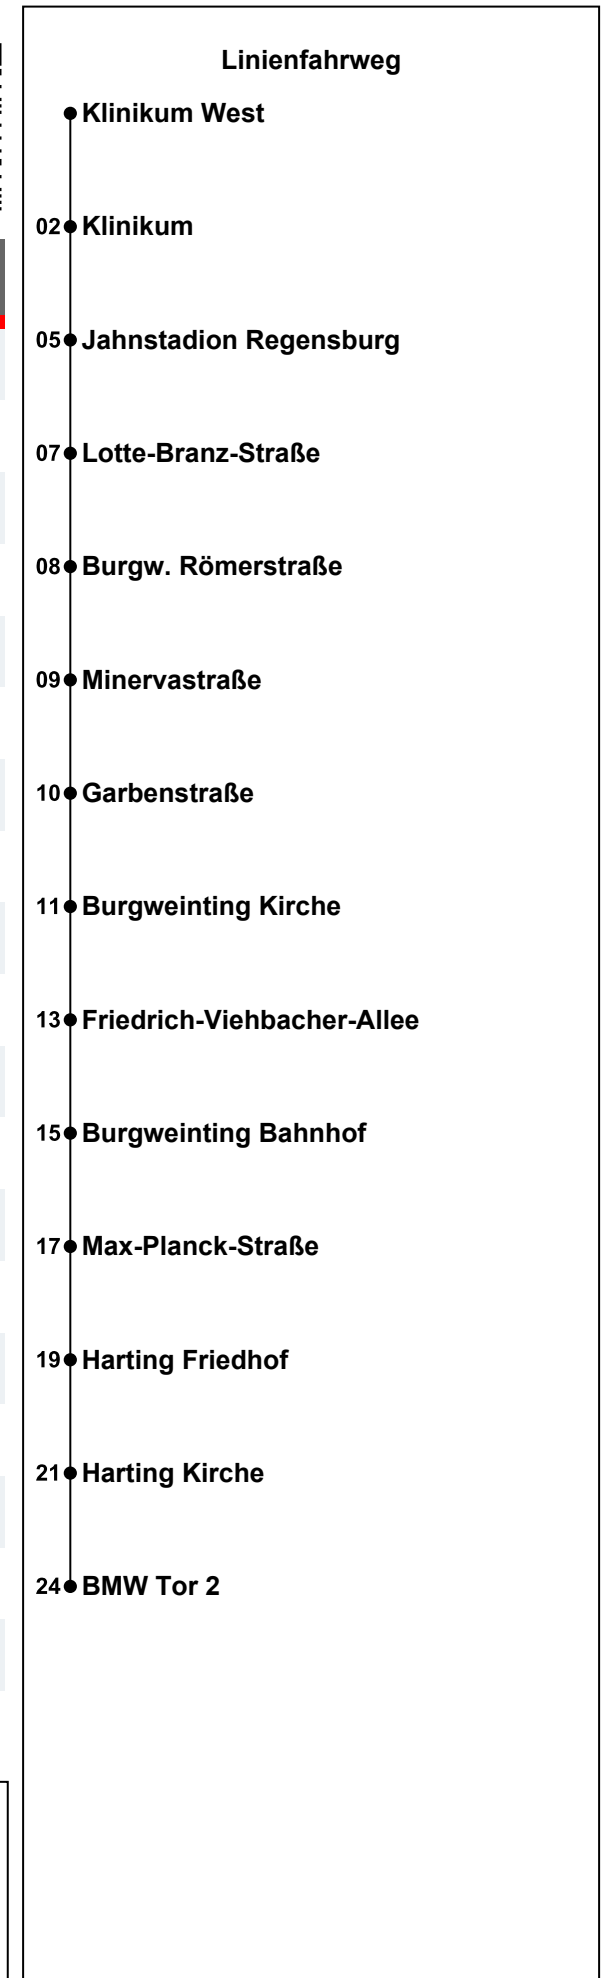 Linienfahrweg
Klinikum West
02 Klinikum
05 Jahnstadion Regensburg
07 Lotte-Branz-Straße
08 Burgw. Römerstraße
09 Minervastraße
10 Garbenstraße
11 Burgweinting Kirche
13 Friedrich-Viehbacher-Allee
15 Burgweinting Bahnhof
17 Max-Planck-Straße
19 Harting Friedhof
21 Harting Kirche
24 BMW Tor 2